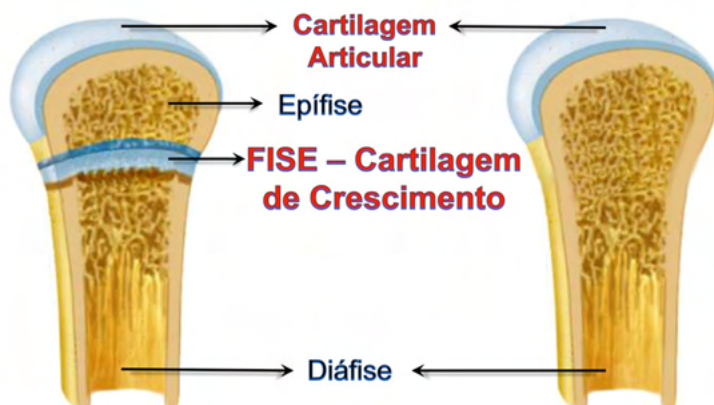 Cartilagem
Articular
Epífise
FISE – Cartilagem
de Crescimento
Diáfise